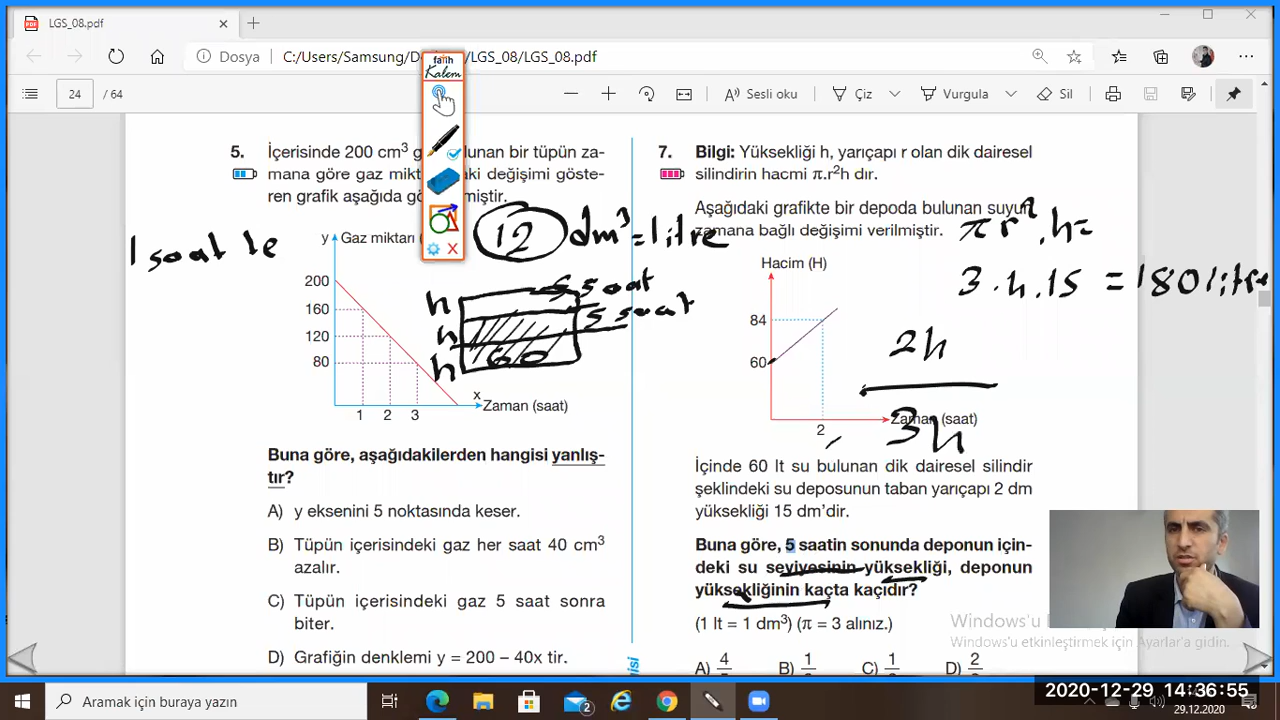 LGS_08.pdf
Dosya
C:/Users/Samsung/De LGS_08/LGS_08.pdf
24 / 64
Sesli oku
Çiz
Vurgula
Sil
fatih
Kalem
5. İçerisinde 200 cm³ g lunan bir tüpün za-
mana göre gaz mikt ki değişimi göste-
ren grafik aşağıda gö miştir.
1 saat te
12 dm³ = litre
y
Gaz miktarı
200
160
120
80
1 2 3
x
Zaman (saat)
h 5 saat
h 5 saat
h 60
Buna göre, aşağıdakilerden hangisi yanlış-
tır?
A) y eksenini 5 noktasında keser.
B) Tüpün içerisindeki gaz her saat 40 cm³
azalır.
C) Tüpün içerisindeki gaz 5 saat sonra
biter.
D) Grafiğin denklemi y = 200 – 40x tir.
7. Bilgi: Yüksekliği h, yarıçapı r olan dik dairesel
silindirin hacmi π.r²h dır.
Aşağıdaki grafikte bir depoda bulunan suyun
zamana bağlı değişimi verilmiştir.
π r² . h =
3 . 4 . 15 = 180 litre
Hacim (H)
84
60
2
Zaman (saat)
2h
3h
İçinde 60 lt su bulunan dik dairesel silindir
şeklindeki su deposunun taban yarıçapı 2 dm
yüksekliği 15 dm'dir.
Buna göre, 5 saatin sonunda deponun için-
deki su seviyesinin yüksekliği, deponun
yüksekliğinin kaçta kaçıdır?
(1 lt = 1 dm³) (π = 3 alınız.)
A) 4 B) 1 C) 1 D) 2
Windows'u
Windows'u etkinleştirmek için Ayarlar'a gidin.
Aramak için buraya yazın
2
2020-12-29 14:36:55
29.12.2020